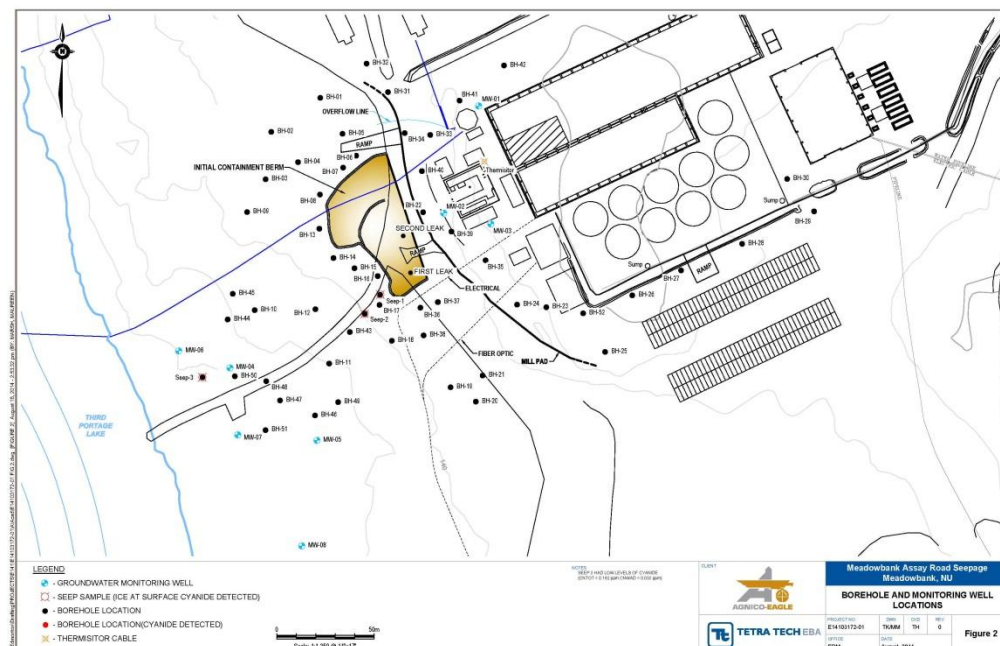 BH-32
BH-42
BH-31
BH-01
BH-41
MW-01
OVERFLOW LINE
BH-02
BH-05
BH-34
BH-33
RAMP
BH-06
INITIAL CONTAINMENT BERM
BH-04
BH-07
BH-40
Thermisitor
BH-03
BH-30
BH-08
Sump
BH-09
BH-22
MW-02
BH-29
BH-13
SECOND LEAK
BH-39
MW-03
BH-28
RAMP
BH-14
BH-35
BH-15
FIRST LEAK
Sump
BH-27
RAMP
BH-16
ELECTRICAL
BH-45
Seep-1
BH-37
BH-26
BH-10
BH-12
BH-17
BH-36
BH-24
BH-23
BH-52
BH-44
Seep-2
BH-43
BH-38
BH-18
MW-06
FIBER OPTIC
MILL PAD
BH-25
BH-11
MW-04
Seep-3
BH-50
BH-21
BH-48
BH-19
BH-47
BH-20
BH-46
THIRD
PORTAGE
LAKE
MW-07
BH-51
MW-05
140
MW-08
LEGEND
- GROUNDWATER MONITORING WELL
- SEEP SAMPLE (ICE AT SURFACE CYANIDE DETECTED)
- BOREHOLE LOCATION
- BOREHOLE LOCATION(CYANIDE DETECTED)
- THERMISITOR CABLE
0
50m
NOTES
CLIENT
AGNICO-EAGLE
TETRA TECH EBA
Meadowbank Assay Road Seepage
Meadowbank, NU
BOREHOLE AND MONITORING WELL
LOCATIONS
PROJECT NO.
DWN
CKD
REV
E14103172-01
TK/MM
TH
0
OFFICE
DATE
Figure 2